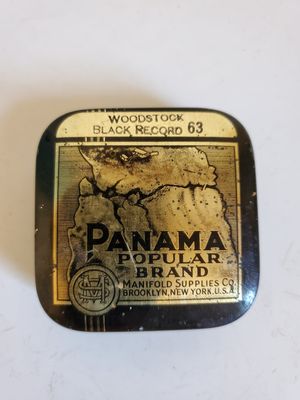 WOODSTOCK
BLACK RECORD 63
PANAMA
POPULAR
BRAND
MANIFOLD SUPPLIES CO.
BROOKLYN, NEW YORK. U.S.A.